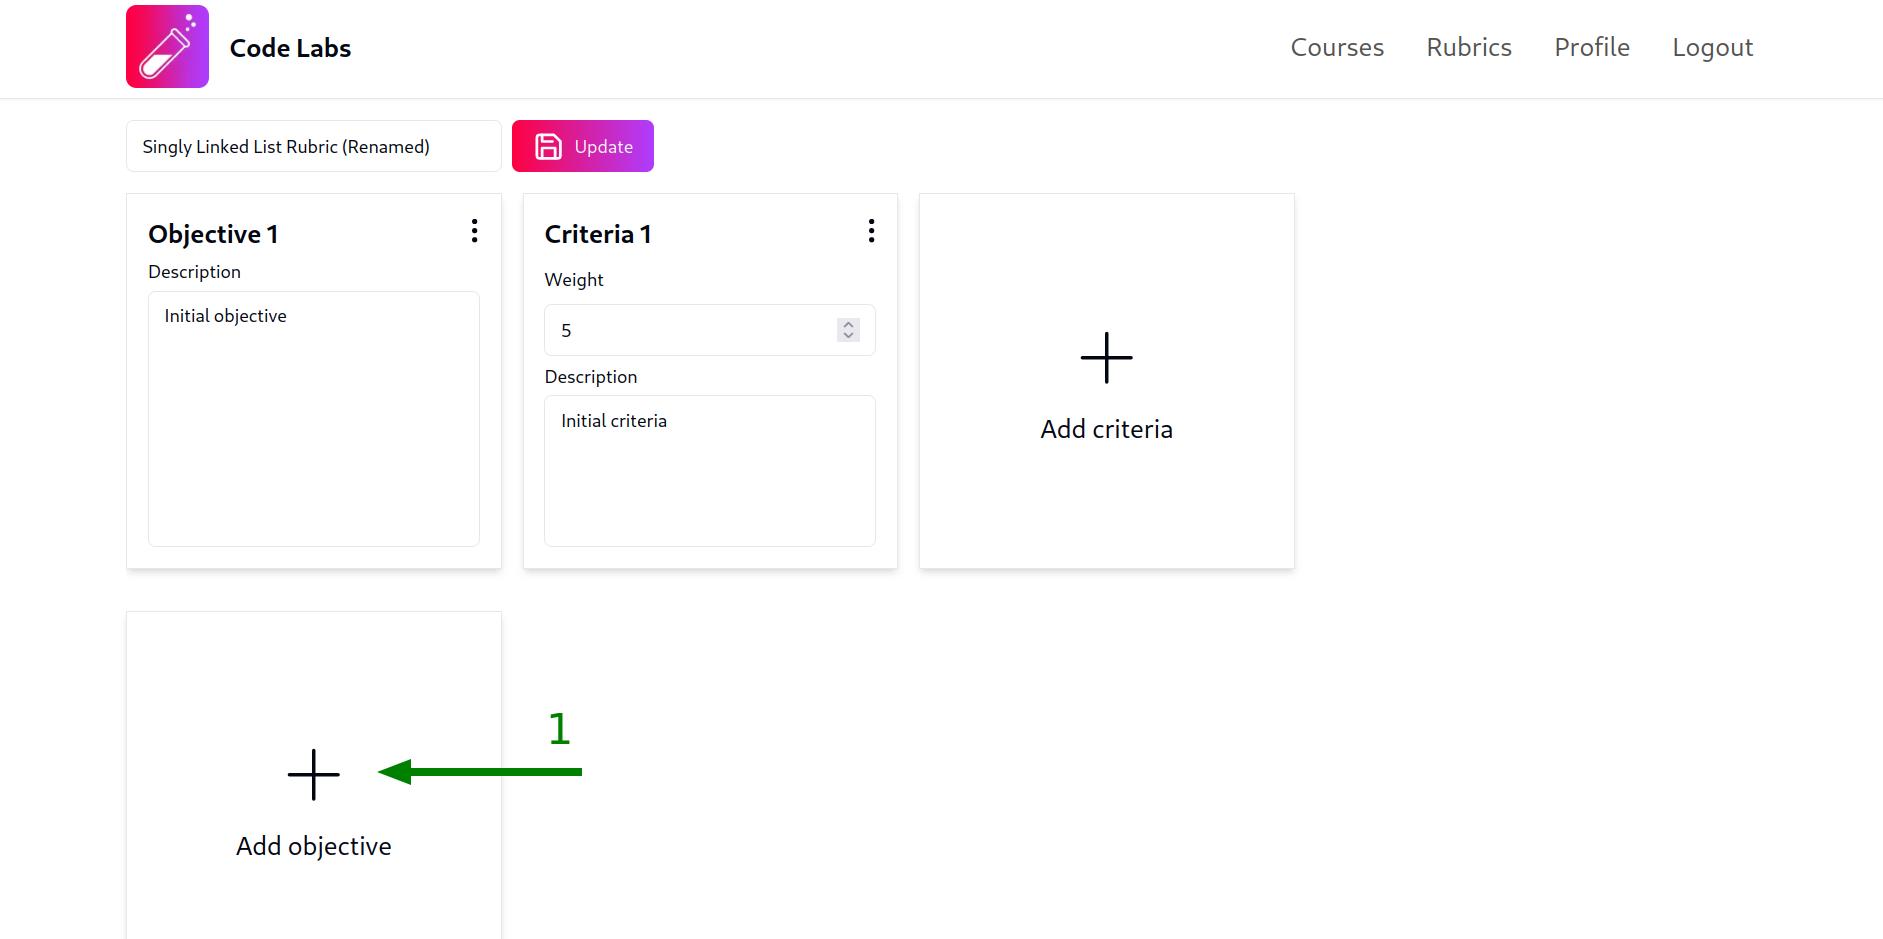 Code Labs
Courses Rubrics Profile Logout
Singly Linked List Rubric (Renamed)
Update
Objective 1
Description
Initial objective
Criteria 1
Weight
5
Description
Initial criteria
Add criteria
1
Add objective